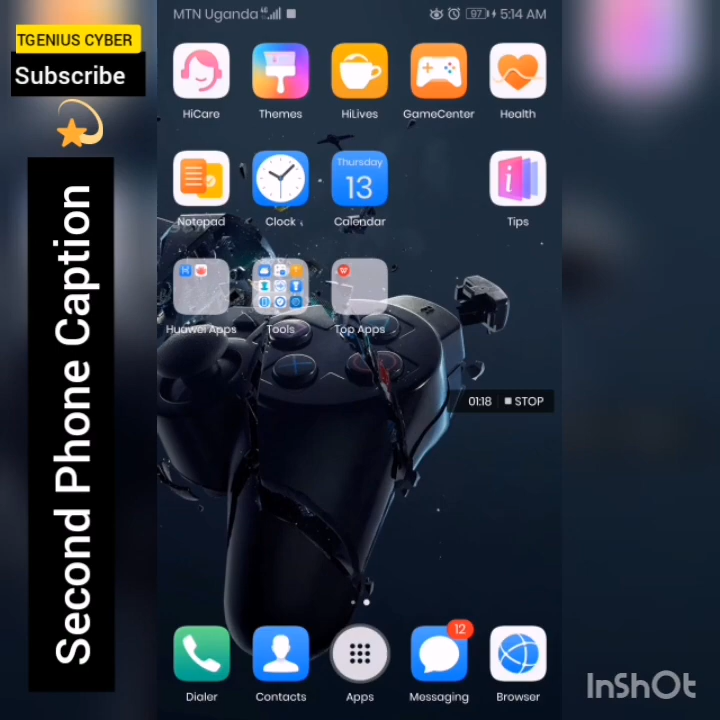 TGENIUS CYBER
Subscribe
Second Phone Caption
MTN Uganda 97 5:14 AM
HiCare Themes HiLives GameCenter Health
Thursday
13
Notepad Clock Calendar Tips
Huawei Apps Tools Top Apps
01:18 STOP
12
Dialer Contacts Apps Messaging Browser
InShOt